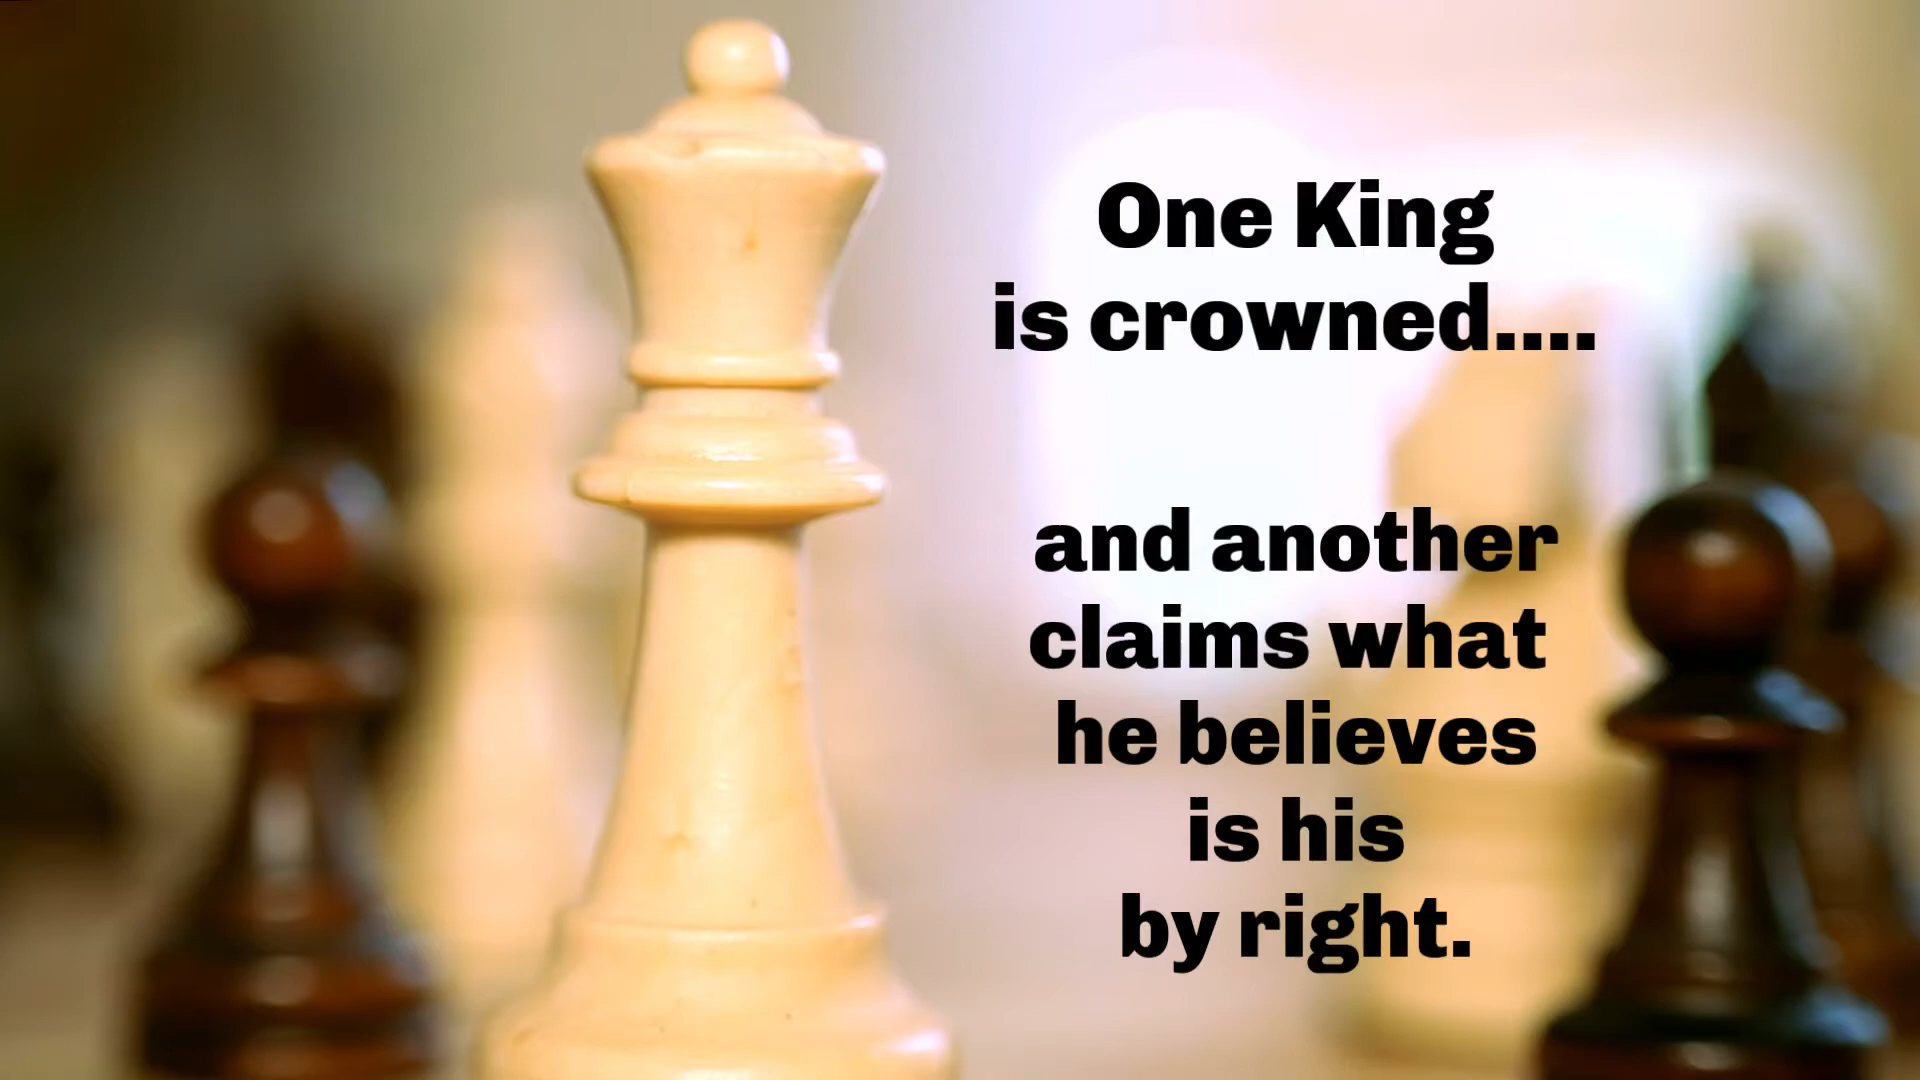 One King
is crowned....
and another
claims what
he believes
is his
by right.